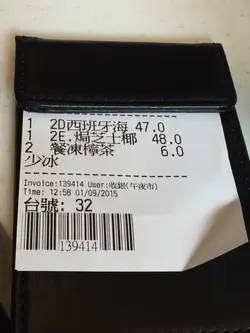 1 2D西班牙海 47.0
1 2E.焗芝士椰 48.0
2 餐凍檸茶 6.0
少冰
Invoice:139414 User:收銀(午夜市)
Time: 12:58 01/09/2015
台號: 32
139414